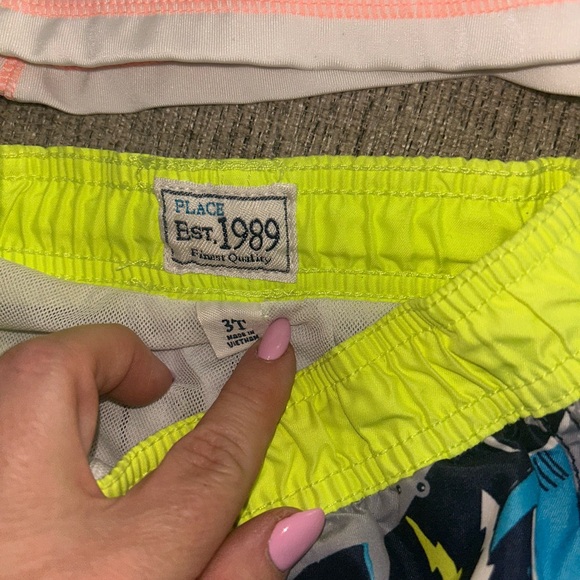 PLACE
EST. 1989
Finest Quality
3T
MADE IN
VIETNAM